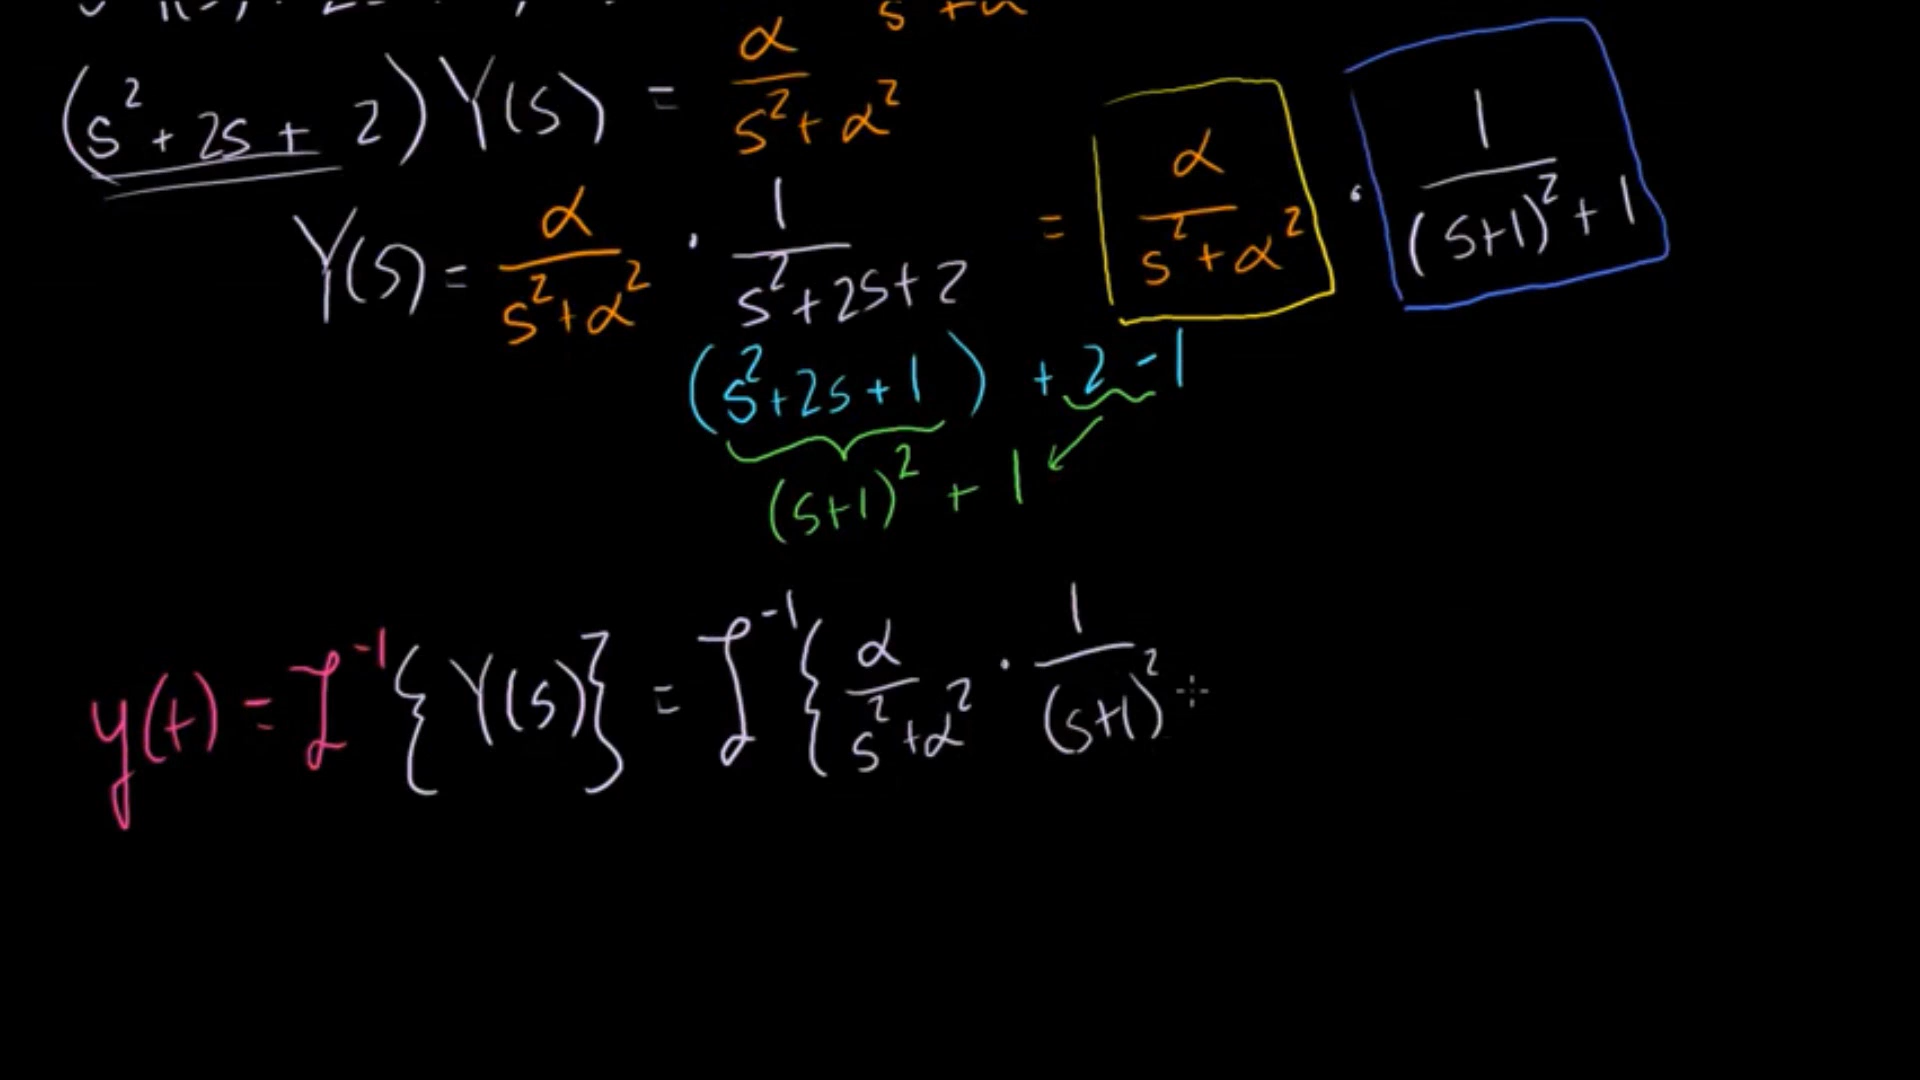 s + α
(s² + 2s + 2) Y(s) = α / (s² + α²)
Y(s) = α / (s² + α²) · 1 / (s² + 2s + 2) = α / (s² + α²) · 1 / ((s+1)² + 1)
(s² + 2s + 1) + 2 - 1
(s+1)² + 1
y(t) = ℒ⁻¹{Y(s)} = ℒ⁻¹{α / (s² + α²) · 1 / (s+1)²